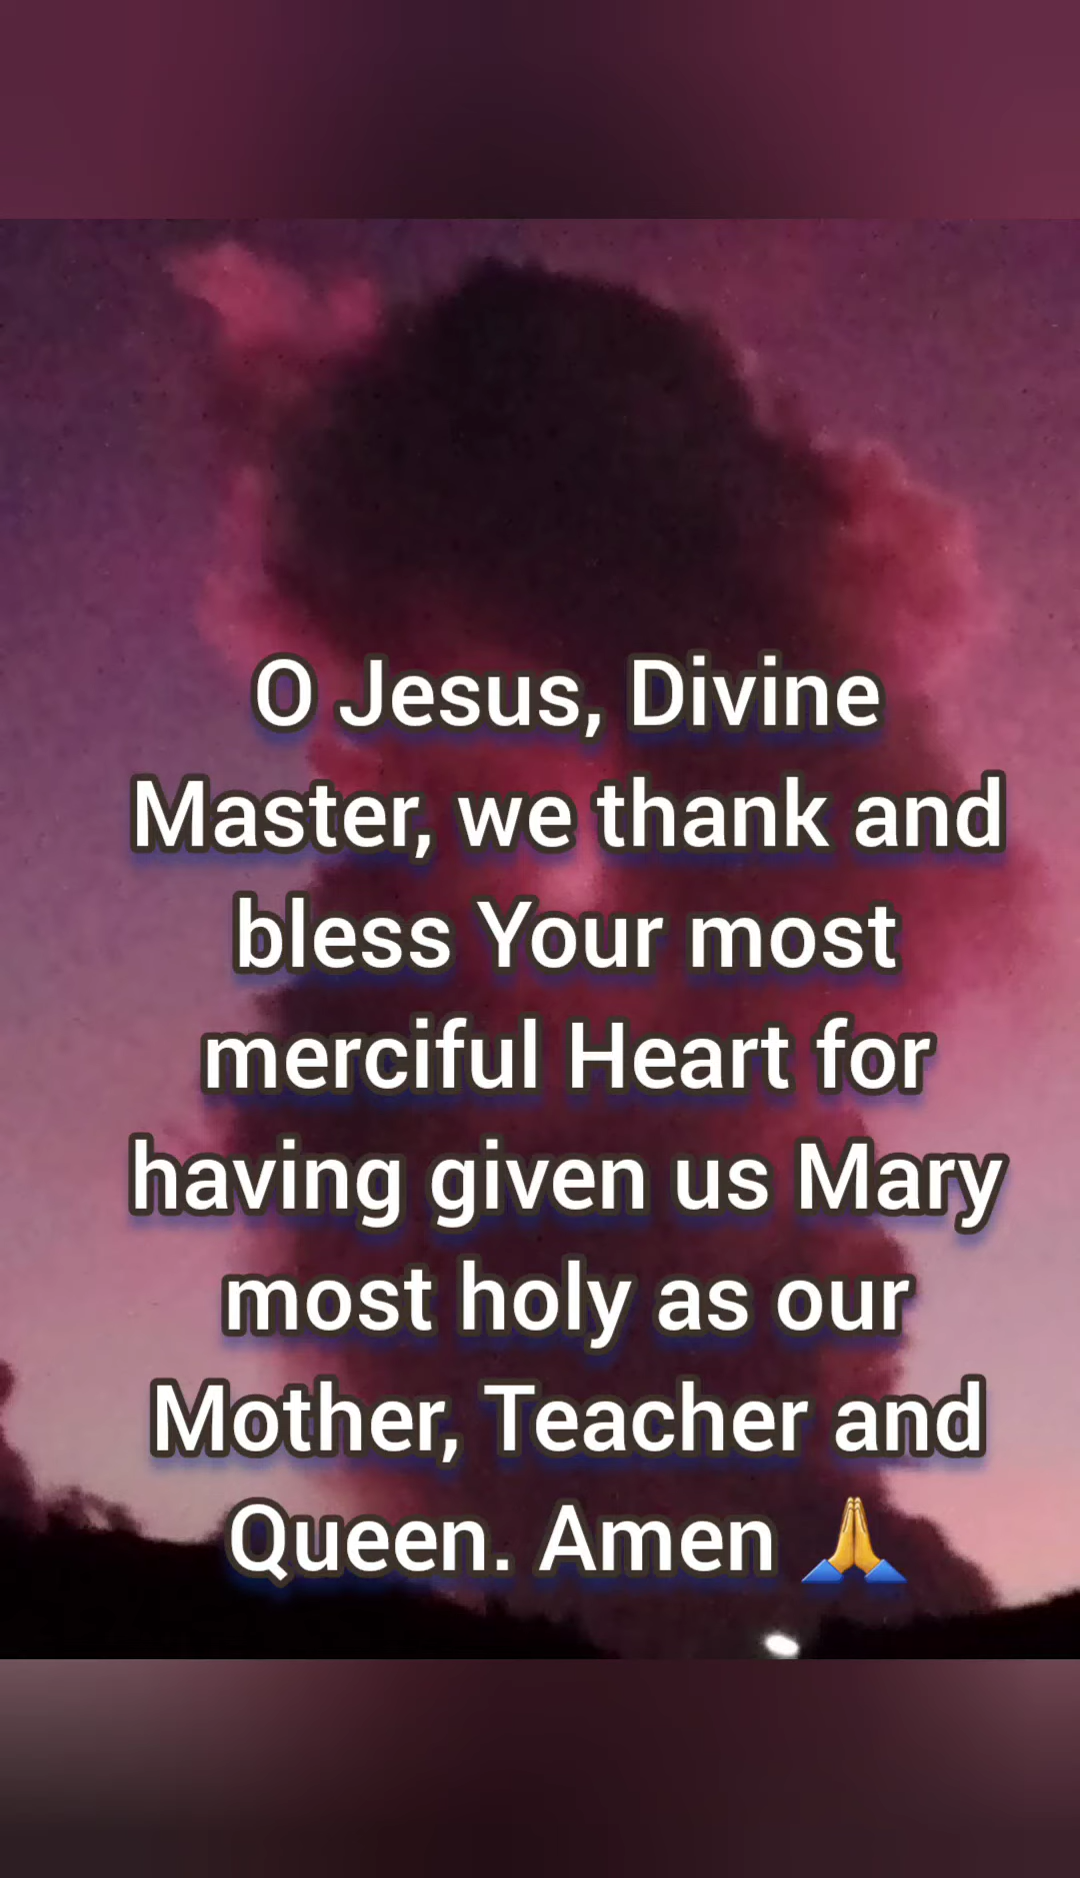 O Jesus, Divine
Master, we thank and
bless Your most
merciful Heart for
having given us Mary
most holy as our
Mother, Teacher and
Queen. Amen 🙏